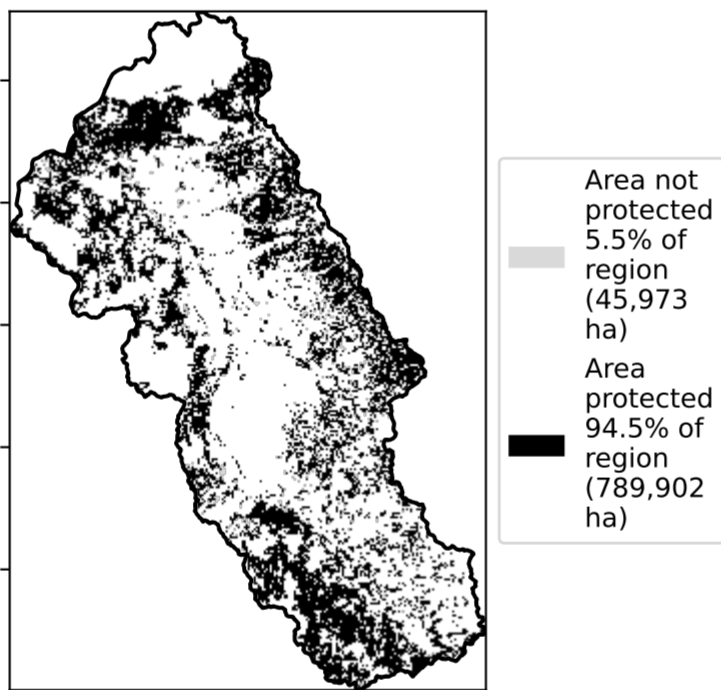 Area not
protected
5.5% of
region
(45,973
ha)
Area
protected
94.5% of
region
(789,902
ha)